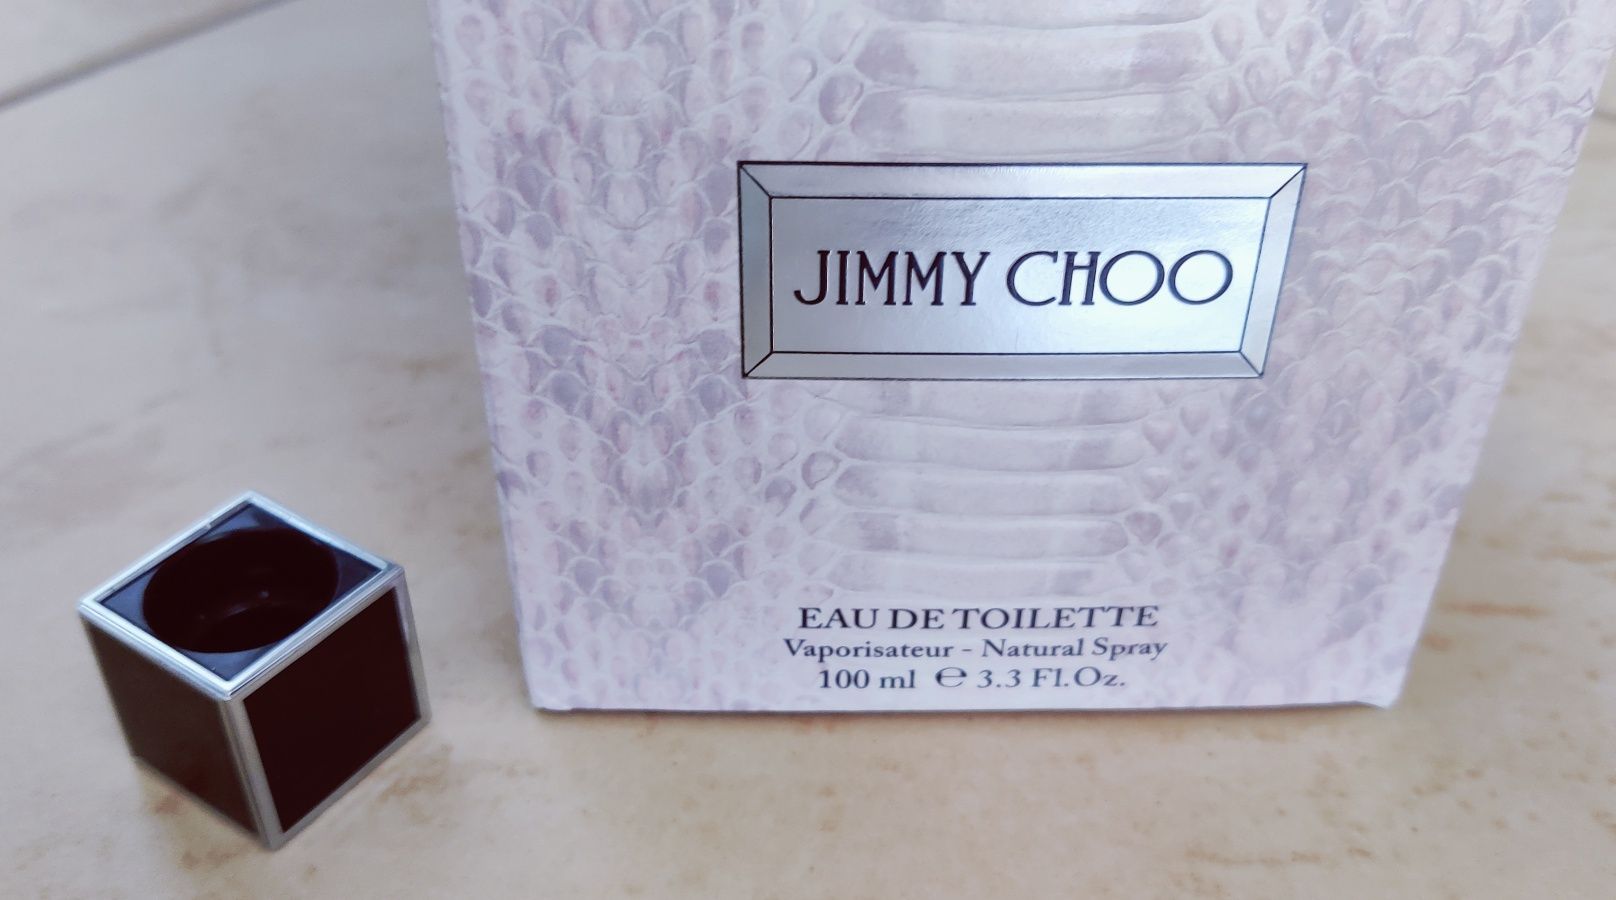 JIMMY CHOO
EAU DE TOILETTE
Vaporisateur - Natural Spray
100 ml ℮ 3.3 Fl.Oz.